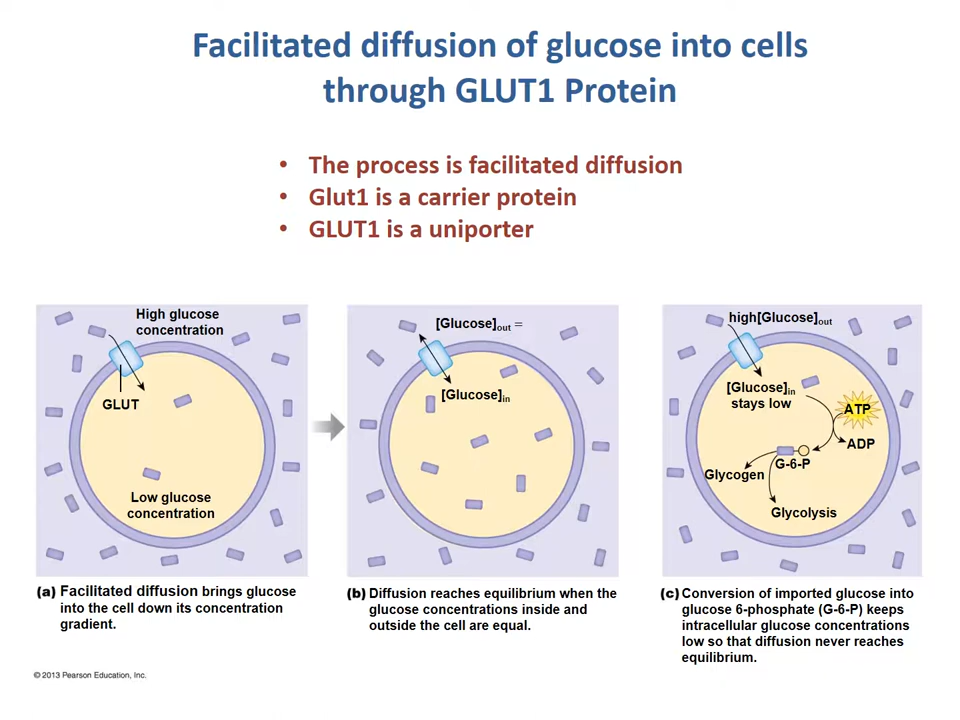 Facilitated diffusion of glucose into cells
through GLUT1 Protein
• The process is facilitated diffusion
• Glut1 is a carrier protein
• GLUT1 is a uniporter
High glucose
concentration
GLUT
Low glucose
concentration
(a) Facilitated diffusion brings glucose
into the cell down its concentration
gradient.
[Glucose]out =
[Glucose]in
(b) Diffusion reaches equilibrium when the
glucose concentrations inside and
outside the cell are equal.
high[Glucose]out
[Glucose]in
stays low
ATP
ADP
G-6-P
Glycogen
Glycolysis
(c) Conversion of imported glucose into
glucose 6-phosphate (G-6-P) keeps
intracellular glucose concentrations
low so that diffusion never reaches
equilibrium.
© 2013 Pearson Education, Inc.